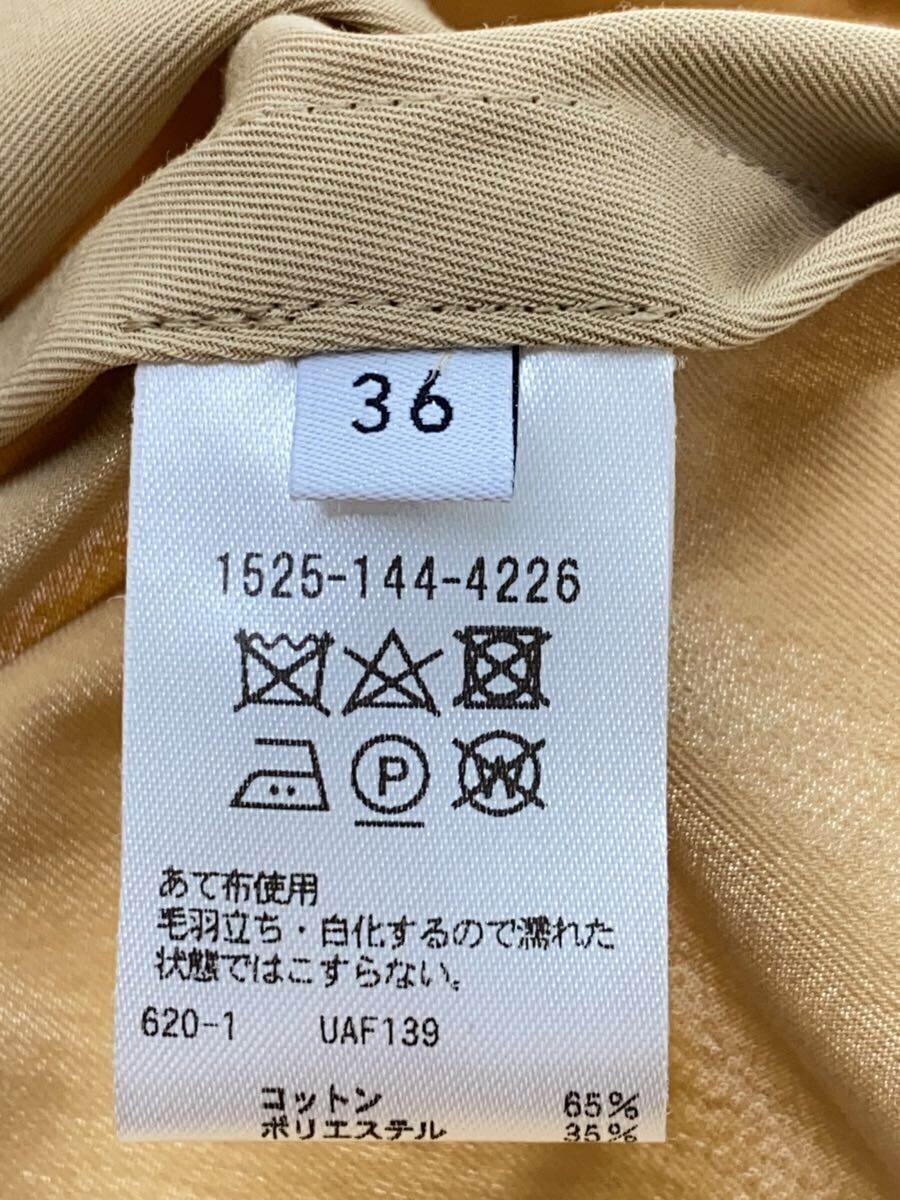 36
1525-144-4226
P
W
あて布使用
毛羽立ち・白化するので濡れた
状態ではこすらない。
620-1 UAF139
コットン 65%
ポリエステル 35%